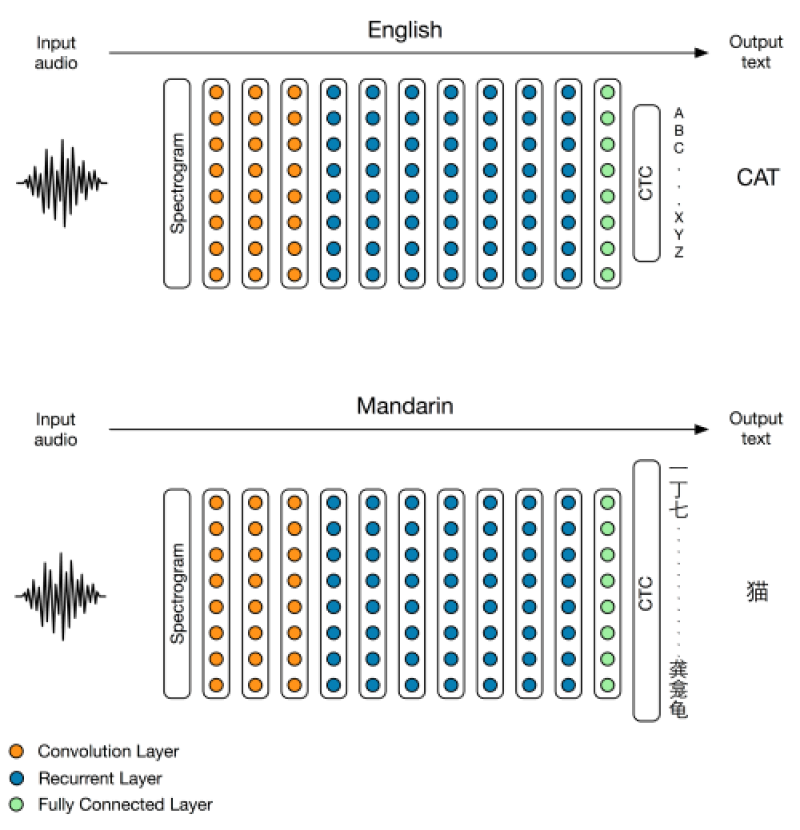 English
Input
audio
Output
text
Spectrogram
CTC
A
B
C
.
.
.
X
Y
Z
CAT
Mandarin
Input
audio
Output
text
Spectrogram
CTC
一
丁
七
龚
龛
龟
猫
Convolution Layer
Recurrent Layer
Fully Connected Layer